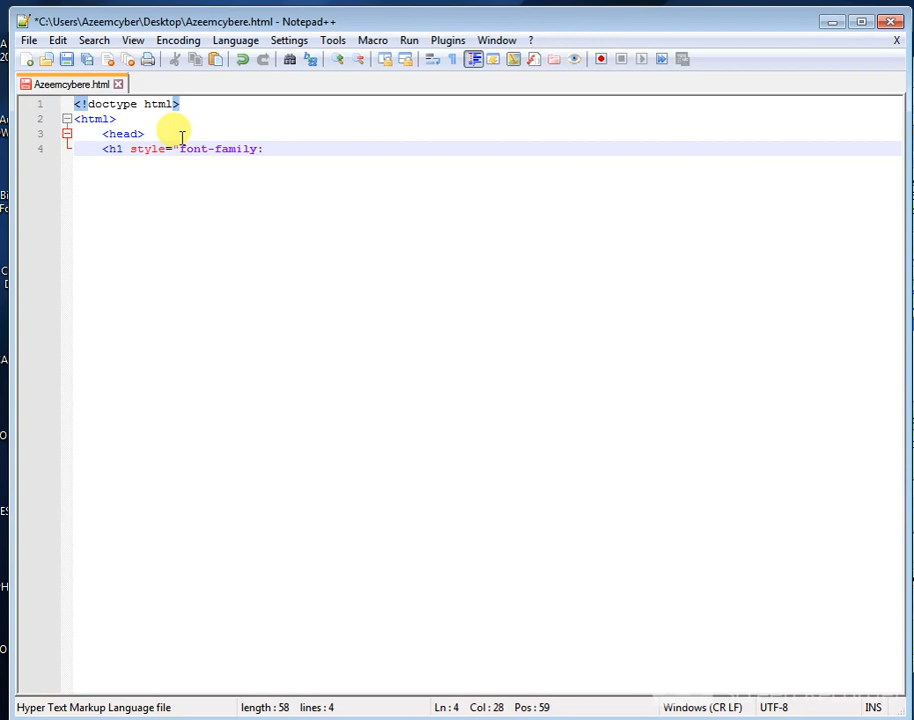 *C:\Users\Azeemcyber\Desktop\Azeemcybere.html - Notepad++
File Edit Search View Encoding Language Settings Tools Macro Run Plugins Window ? X
Azeemcybere.html
1 <!doctype html>
2 <html>
3 <head>
4 <h1 style="font-family:
Hyper Text Markup Language file length : 58 lines : 4 Ln : 4 Col : 28 Pos : 59 Windows (CR LF) UTF-8 INS